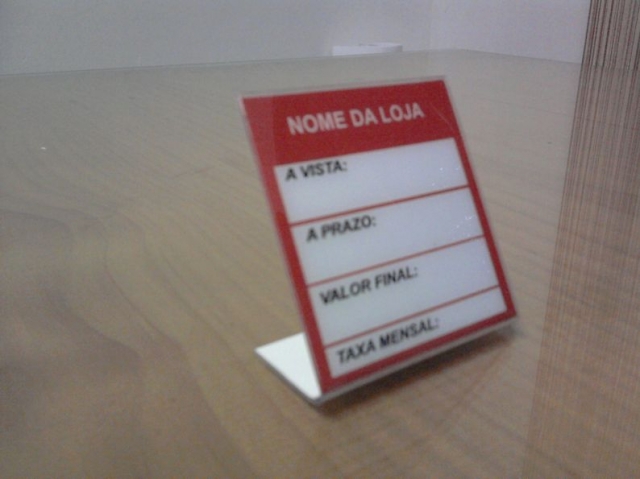 NOME DA LOJA
A VISTA:
A PRAZO:
VALOR FINAL:
TAXA MENSAL: